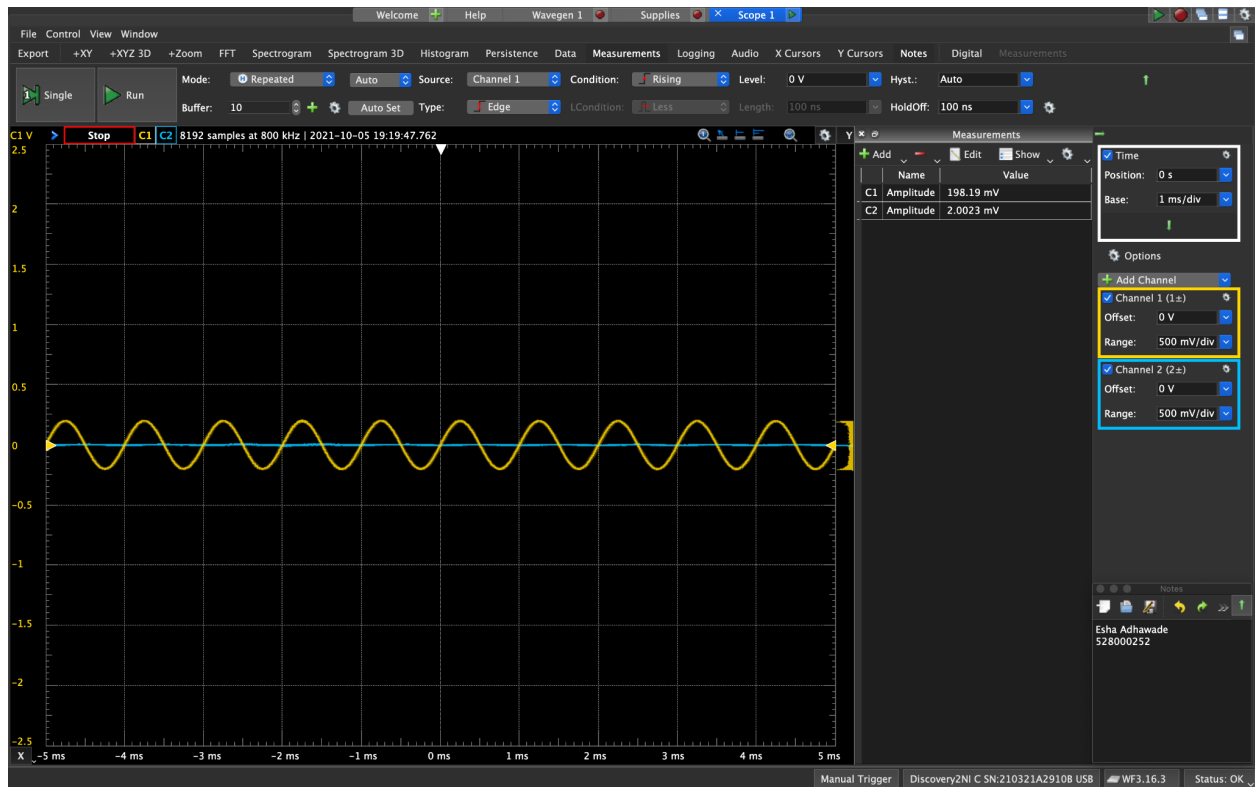 Welcome Help Wavegen 1 Supplies Scope 1
File Control View Window
Export +XY +XYZ 3D +Zoom FFT Spectrogram Spectrogram 3D Histogram Persistence Data Measurements Logging Audio X Cursors Y Cursors Notes Digital Measurements
Single Run Mode: Repeated Auto Source: Channel 1 Condition: Rising Level: 0 V Hyst.: Auto
Buffer: 10 Auto Set Type: Edge LCondition: Less Length: 100 ns HoldOff: 100 ns
C1 V Stop C1 C2 8192 samples at 800 kHz | 2021-10-05 19:19:47.762 Y
2.5
2
1.5
1
0.5
0
-0.5
-1
-1.5
-2
-2.5
X -5 ms -4 ms -3 ms -2 ms -1 ms 0 ms 1 ms 2 ms 3 ms 4 ms 5 ms
Measurements
Add Edit Show
Name Value
C1 Amplitude 198.19 mV
C2 Amplitude 2.0023 mV
Time
Position: 0 s
Base: 1 ms/div
Options
Add Channel
Channel 1 (1±)
Offset: 0 V
Range: 500 mV/div
Channel 2 (2±)
Offset: 0 V
Range: 500 mV/div
Notes
Esha Adhawade
528000252
Manual Trigger Discovery2NI C SN:210321A2910B USB WF3.16.3 Status: OK